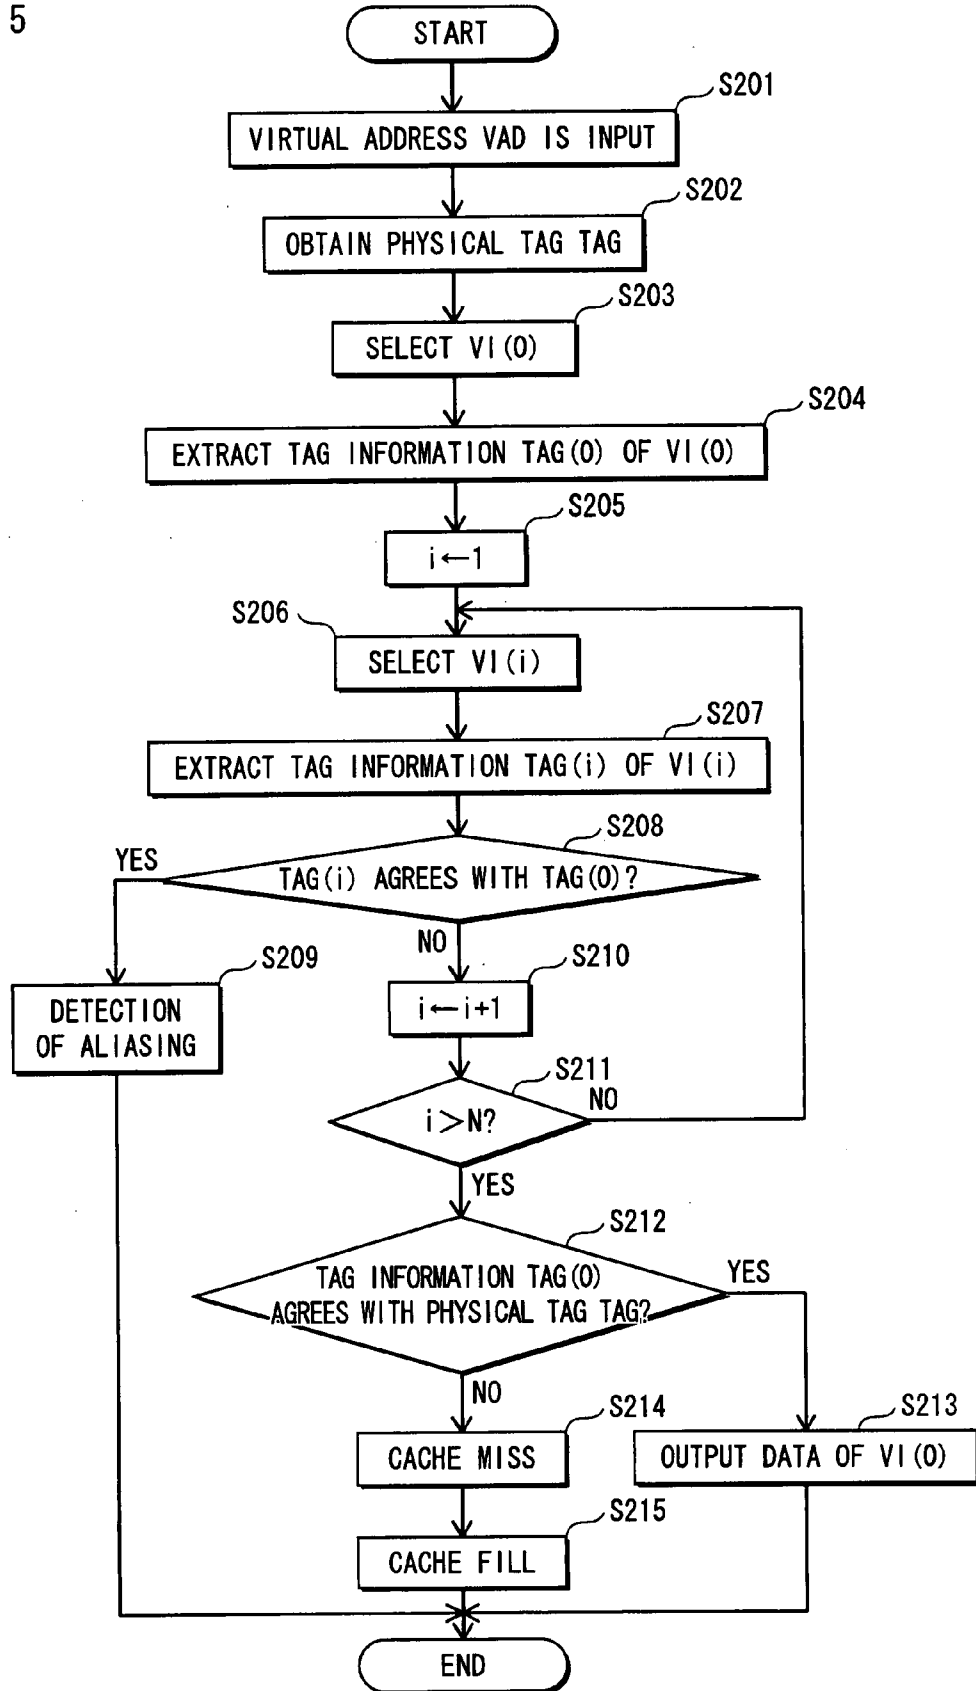 5
START
S201
VIRTUAL ADDRESS VAD IS INPUT
S202
OBTAIN PHYSICAL TAG TAG
S203
SELECT VI(0)
S204
EXTRACT TAG INFORMATION TAG(0) OF VI(0)
S205
i←1
S206
SELECT VI(i)
S207
EXTRACT TAG INFORMATION TAG(i) OF VI(i)
S208
YES
TAG(i) AGREES WITH TAG(0)?
NO
S209
S210
DETECTION
OF ALIASING
i←i+1
S211
NO
i>N?
YES
S212
TAG INFORMATION TAG(0)
AGREES WITH PHYSICAL TAG TAG?
YES
NO
S214
S213
CACHE MISS
OUTPUT DATA OF VI(0)
S215
CACHE FILL
END